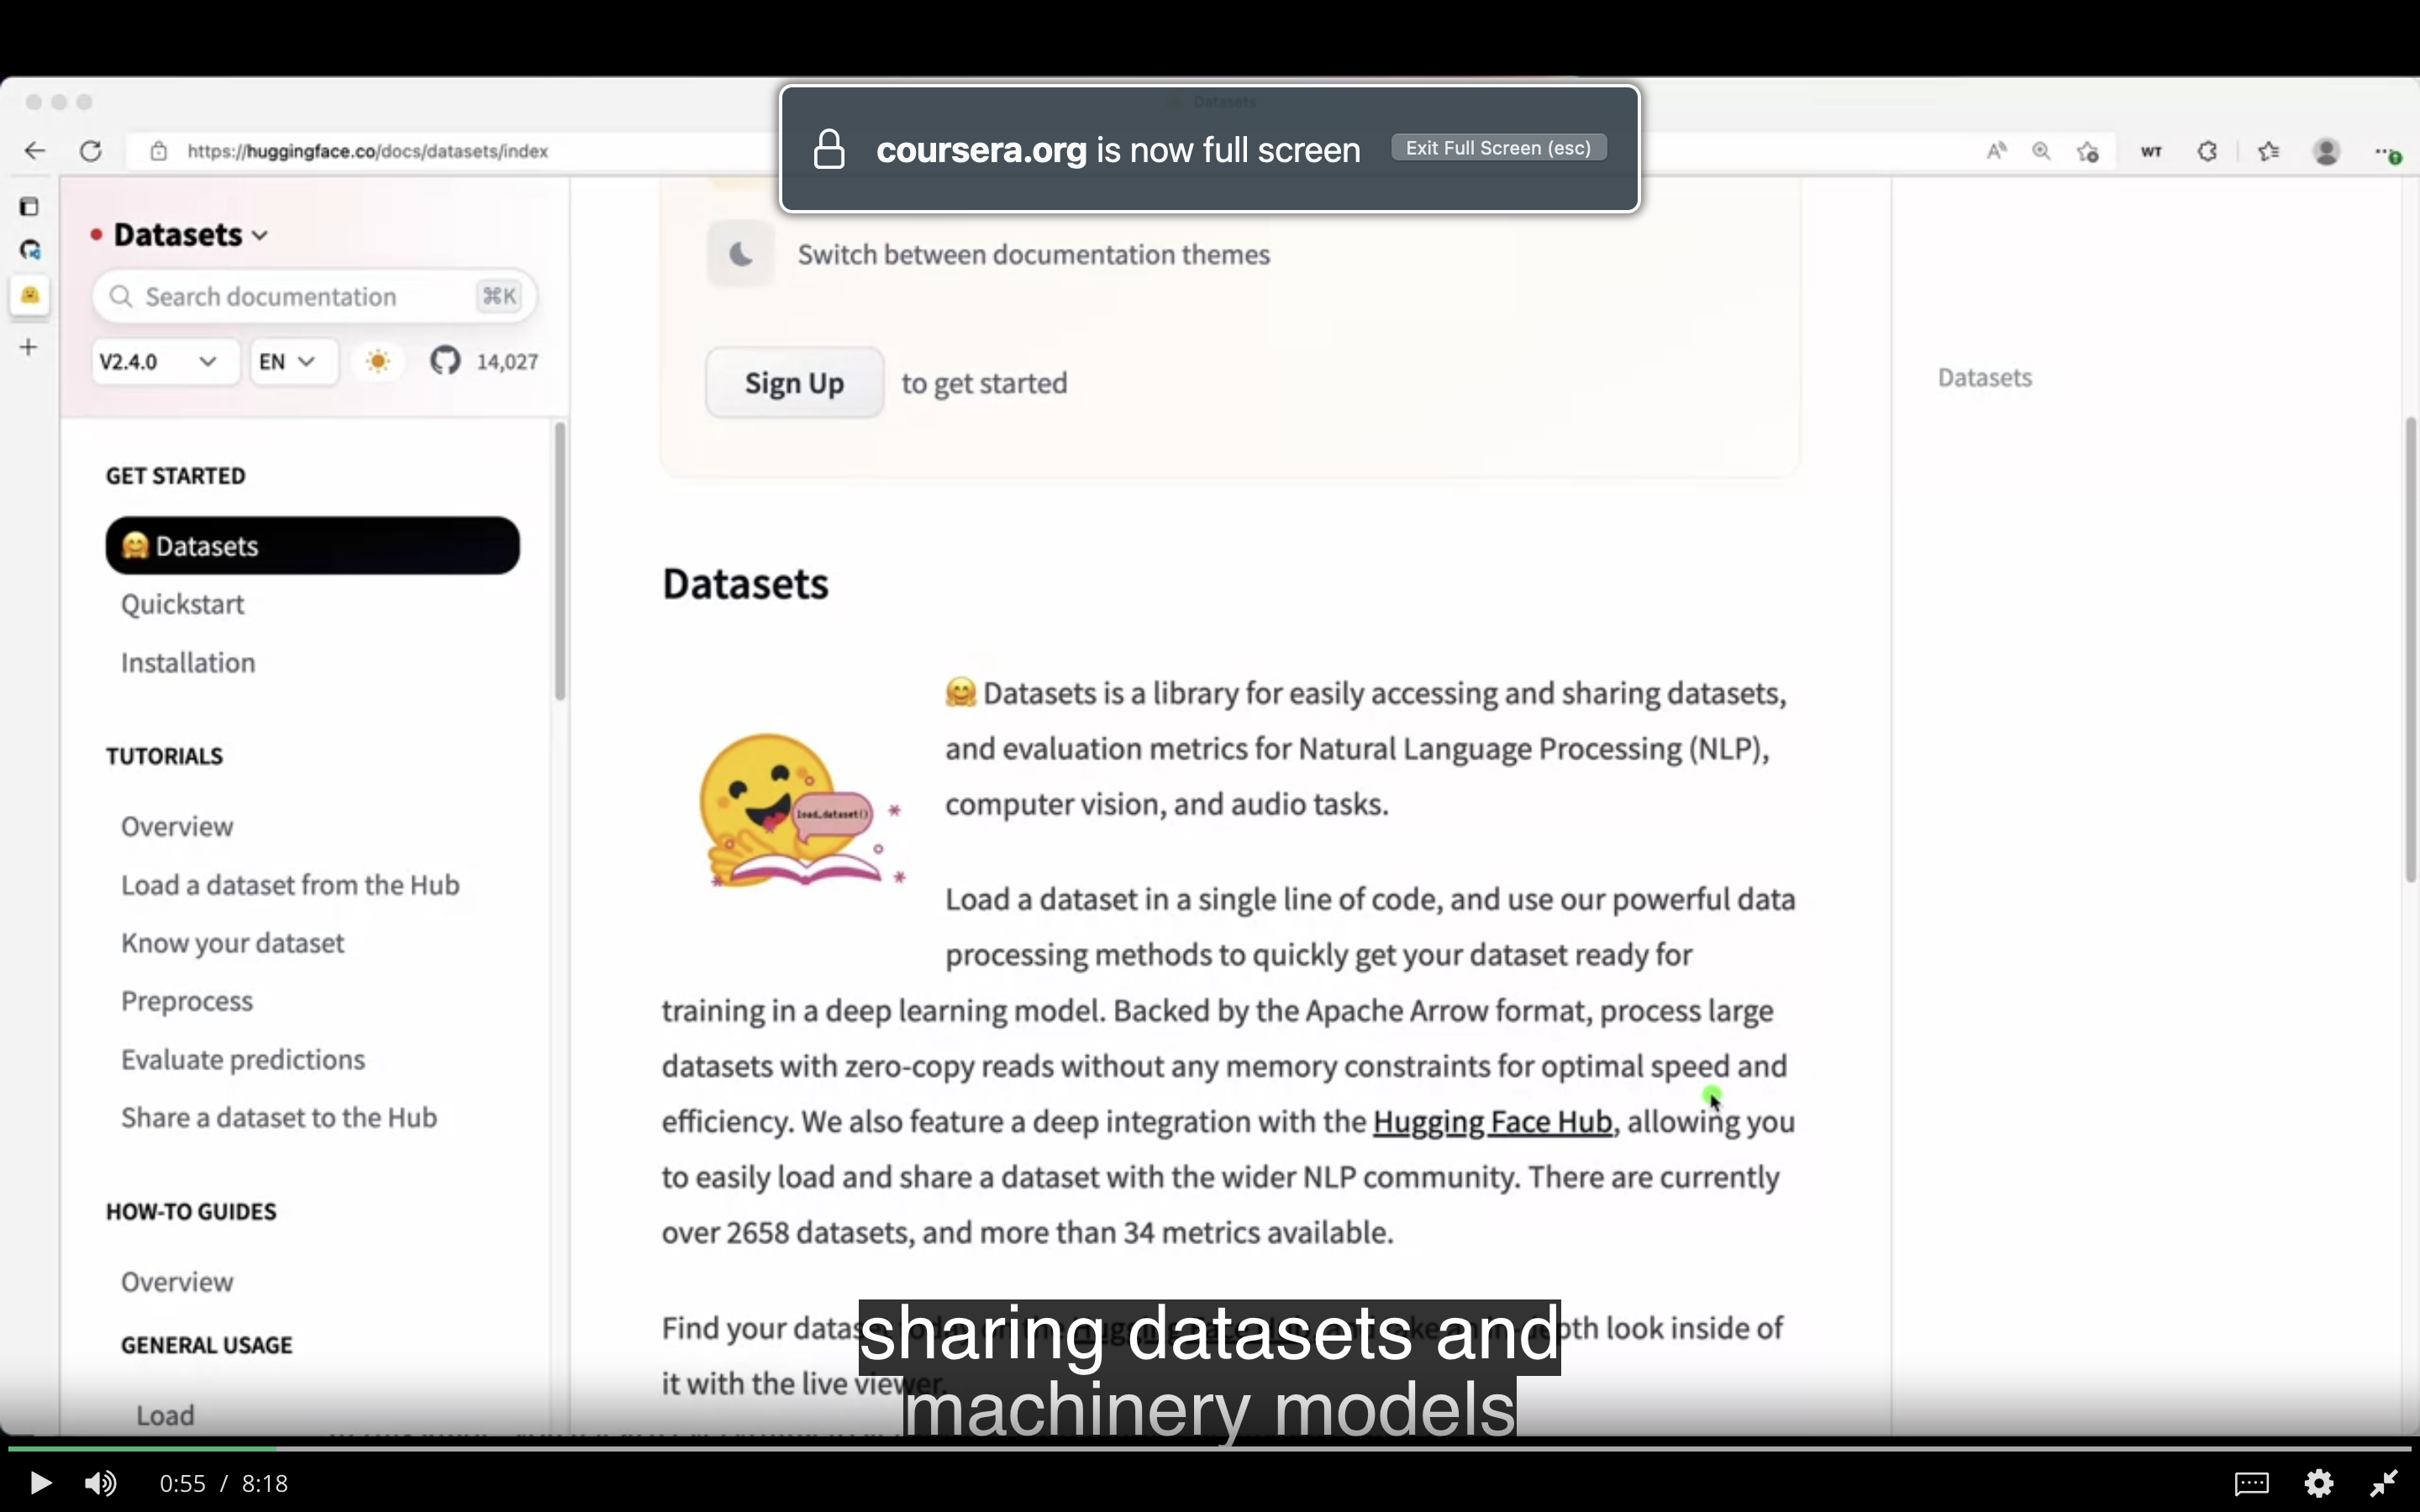 Datasets
coursera.org is now full screen
Exit Full Screen (esc)
https://huggingface.co/docs/datasets/index
WT
Datasets
Search documentation
⌘K
V2.4.0
EN
14,027
GET STARTED
🤗 Datasets
Quickstart
Installation
TUTORIALS
Overview
Load a dataset from the Hub
Know your dataset
Preprocess
Evaluate predictions
Share a dataset to the Hub
HOW-TO GUIDES
Overview
GENERAL USAGE
Load
Switch between documentation themes
Sign Up
to get started
Datasets
🤗 Datasets is a library for easily accessing and sharing datasets,
and evaluation metrics for Natural Language Processing (NLP),
computer vision, and audio tasks.
load_dataset()
Load a dataset in a single line of code, and use our powerful data
processing methods to quickly get your dataset ready for
training in a deep learning model. Backed by the Apache Arrow format, process large
datasets with zero-copy reads without any memory constraints for optimal speed and
efficiency. We also feature a deep integration with the Hugging Face Hub, allowing you
to easily load and share a dataset with the wider NLP community. There are currently
over 2658 datasets, and more than 34 metrics available.
Find your look inside of
it with the live viewer.
Datasets
sharing datasets and
machinery models
0:55 / 8:18